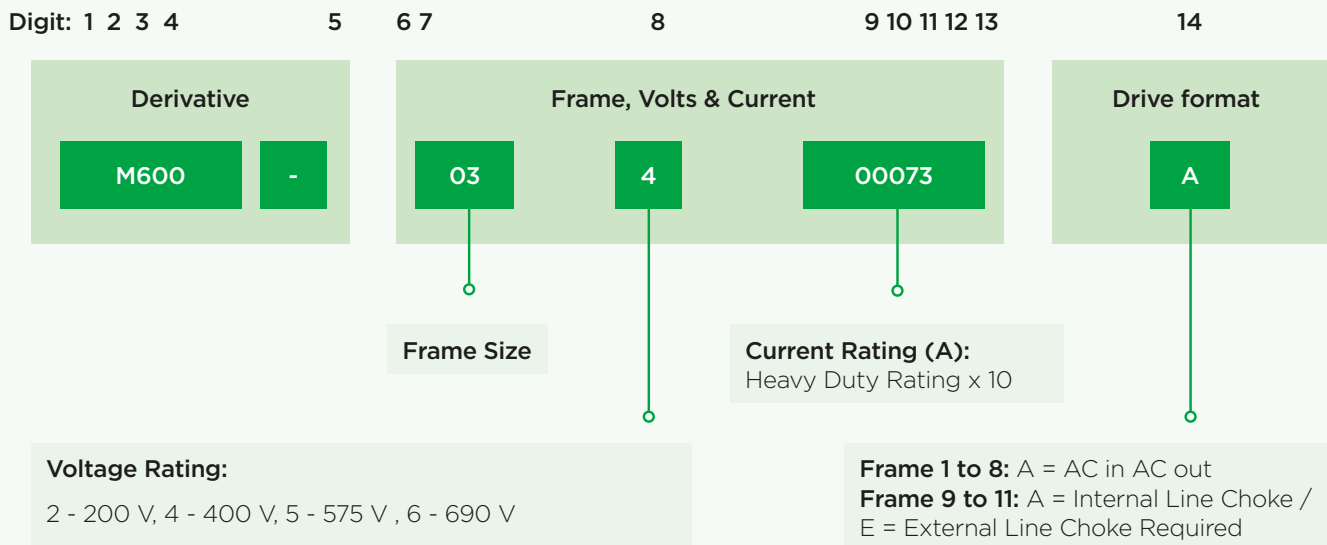 Digit: 1 2 3 4 5 6 7 8 9 10 11 12 13 14
Derivative Frame, Volts & Current Drive format
M600 - 03 4 00073 A
Frame Size
Current Rating (A):
Heavy Duty Rating x 10
Voltage Rating:
2 - 200 V, 4 - 400 V, 5 - 575 V , 6 - 690 V
Frame 1 to 8: A = AC in AC out
Frame 9 to 11: A = Internal Line Choke /
E = External Line Choke Required